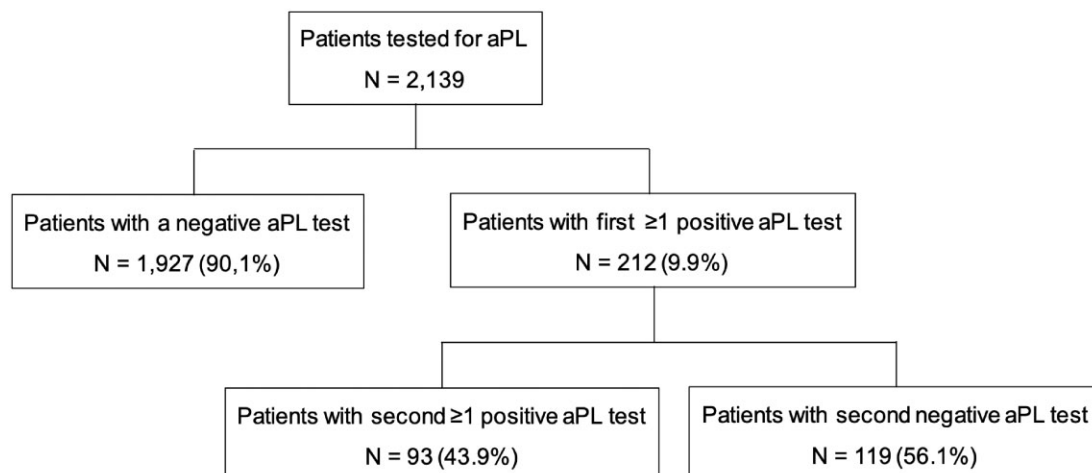 Patients tested for aPL
N = 2,139
Patients with a negative aPL test
N = 1,927 (90,1%)
Patients with first ≥1 positive aPL test
N = 212 (9.9%)
Patients with second ≥1 positive aPL test
N = 93 (43.9%)
Patients with second negative aPL test
N = 119 (56.1%)